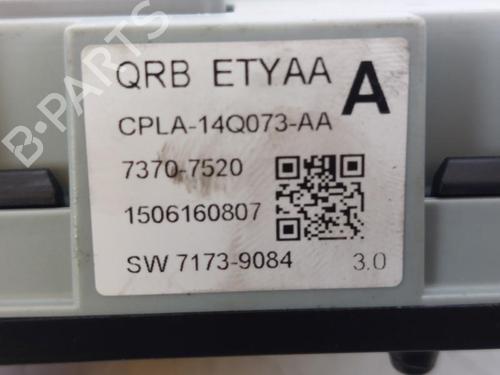 QRB ETYAA A
CPLA-14Q073-AA
7370-7520
1506160807
SW 7173-9084 3.0
B-PARTS